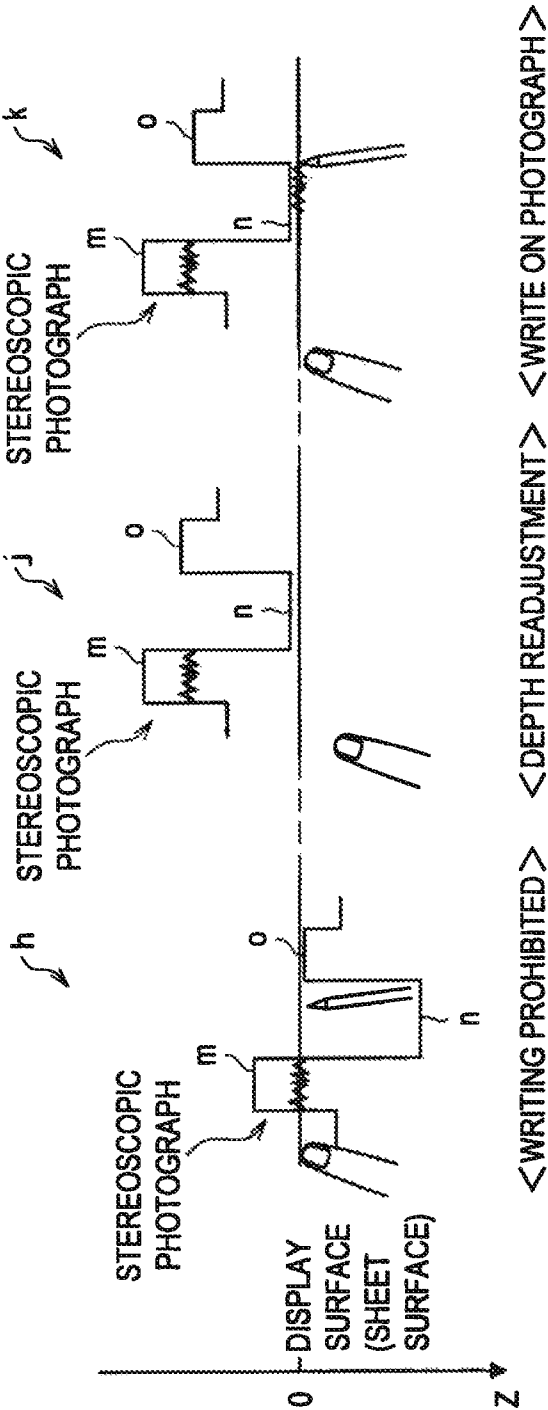 h
j
k
STEREOSCOPIC
PHOTOGRAPH
m
o
n
STEREOSCOPIC
PHOTOGRAPH
m
o
n
STEREOSCOPIC
PHOTOGRAPH
m
o
n
0
DISPLAY
SURFACE
(SHEET
SURFACE)
Z
<WRITING PROHIBITED>
<DEPTH READJUSTMENT>
<WRITE ON PHOTOGRAPH>